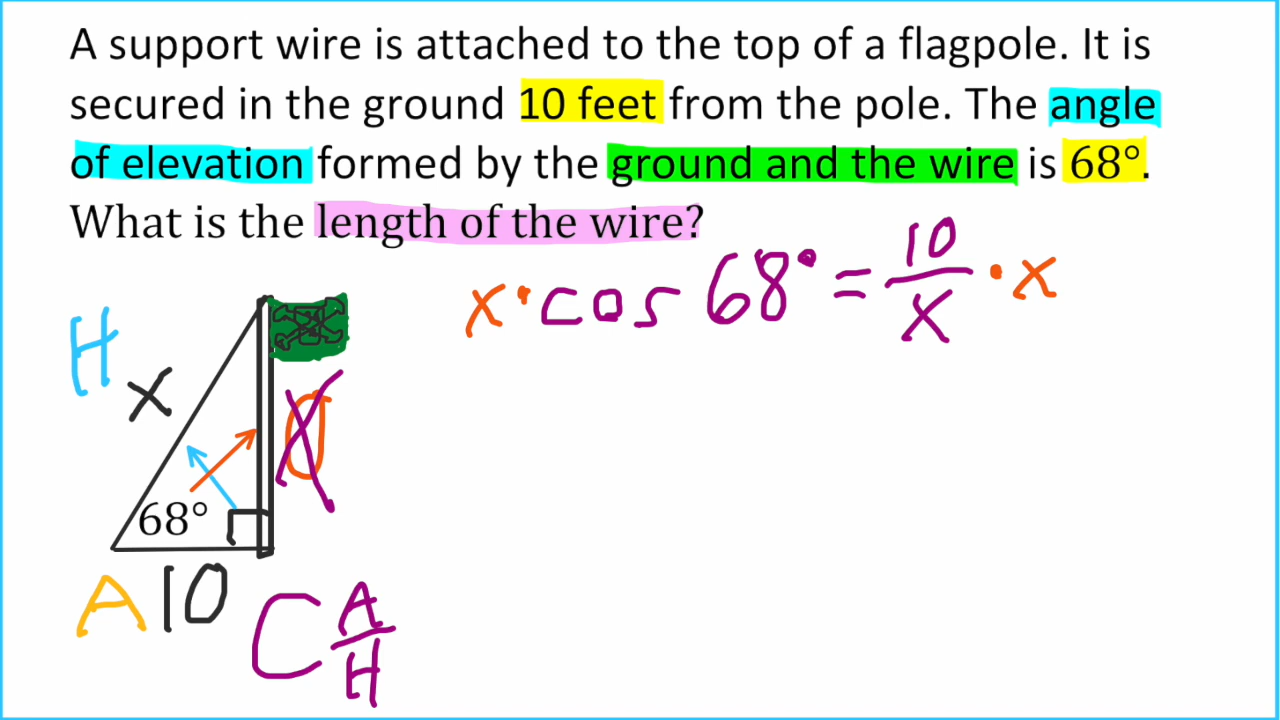 A support wire is attached to the top of a flagpole. It is
secured in the ground 10 feet from the pole. The angle
of elevation formed by the ground and the wire is 68°.
What is the length of the wire?
x · cos 68° = 10/x · x
H
x
O
68°
A 10
C A/H